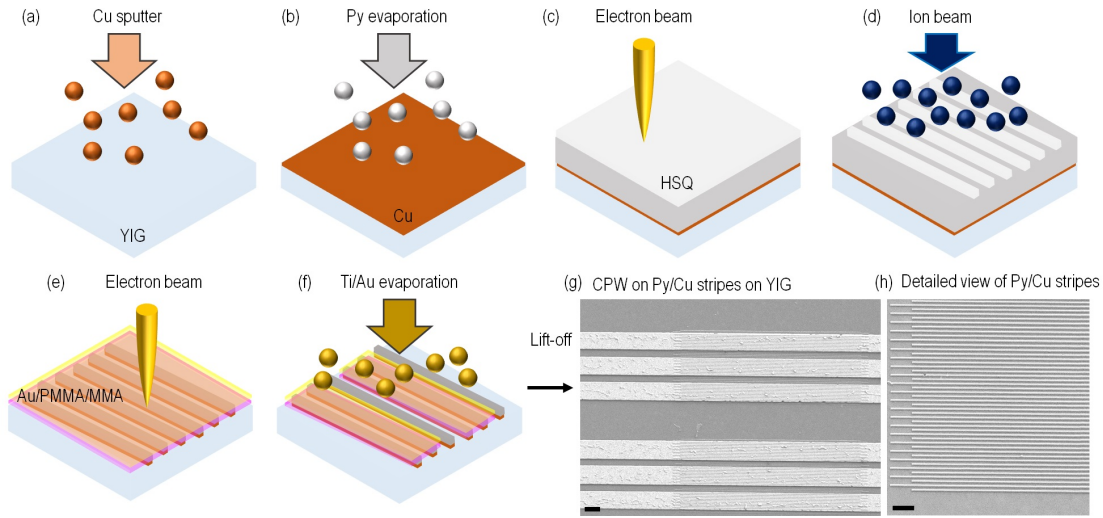 (a) Cu sputter
YIG
(b) Py evaporation
Cu
(c) Electron beam
HSQ
(d) Ion beam
(e) Electron beam
Au/PMMA/MMA
(f) Ti/Au evaporation
Lift-off
(g) CPW on Py/Cu stripes on YIG
(h) Detailed view of Py/Cu stripes